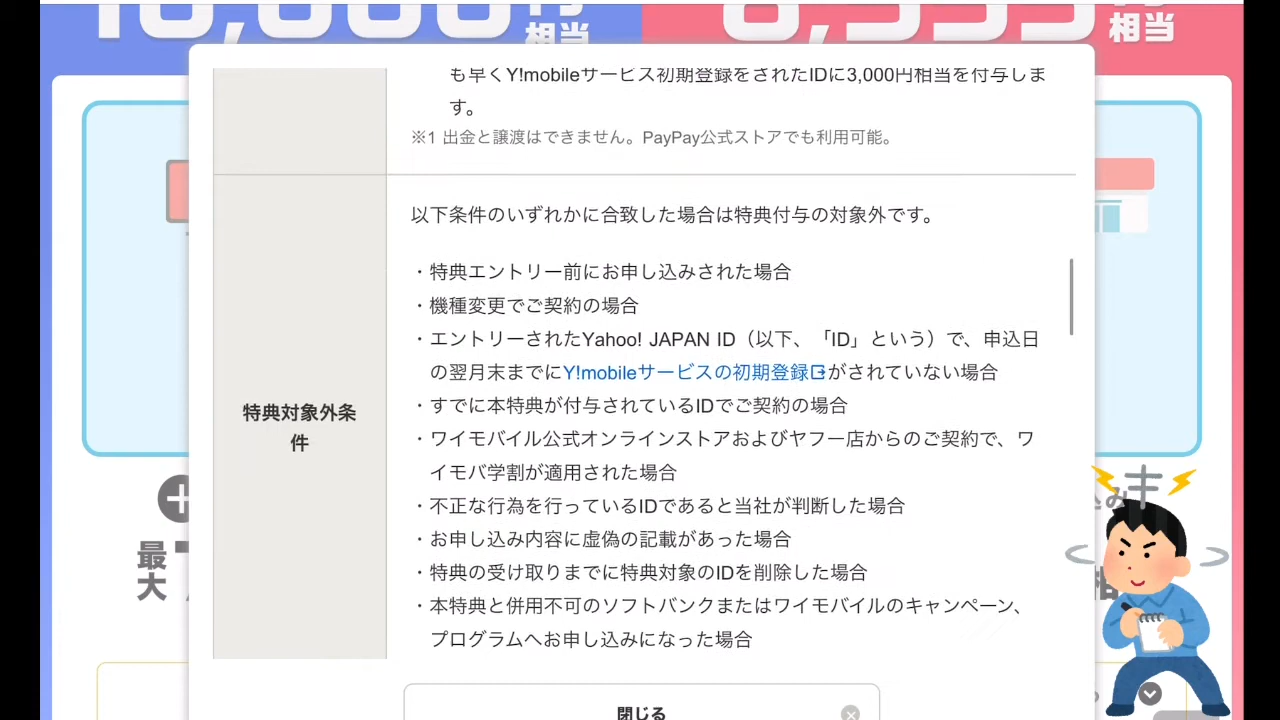 相当
相当
も早くY!mobileサービス初期登録をされたIDに3,000円相当を付与しま
す。
※1 出金と譲渡はできません。PayPay公式ストアでも利用可能。
以下条件のいずれかに合致した場合は特典付与の対象外です。
特典対象外条
件
・特典エントリー前にお申し込みされた場合
・機種変更でご契約の場合
・エントリーされたYahoo! JAPAN ID（以下、「ID」という）で、申込日
の翌月末までにY!mobileサービスの初期登録がされていない場合
・すでに本特典が付与されているIDでご契約の場合
・ワイモバイル公式オンラインストアおよびヤフー店からのご契約で、ワ
イモバ学割が適用された場合
・不正な行為を行っているIDであると当社が判断した場合
・お申し込み内容に虚偽の記載があった場合
・特典の受け取りまでに特典対象のIDを削除した場合
・本特典と併用不可のソフトバンクまたはワイモバイルのキャンペーン、
プログラムへお申し込みになった場合
最
大
閉じる